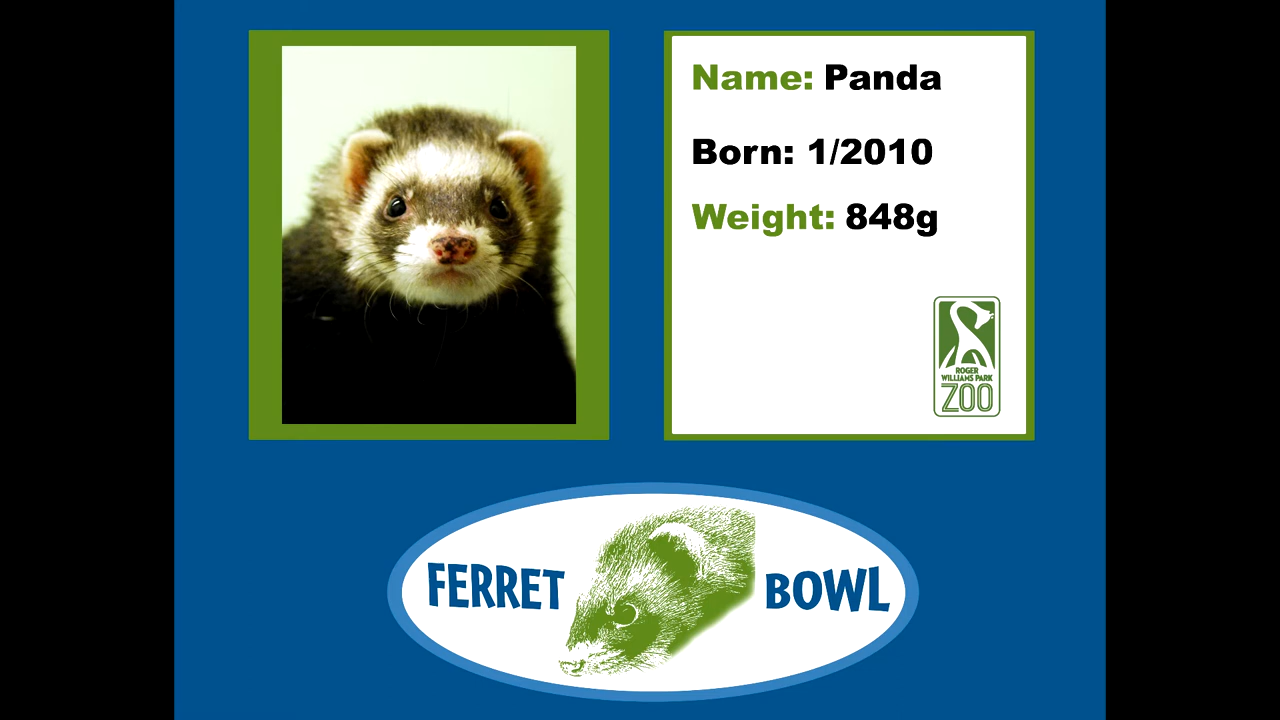 Name: Panda
Born: 1/2010
Weight: 848g
ROGER
WILLIAMS PARK
ZOO
FERRET BOWL